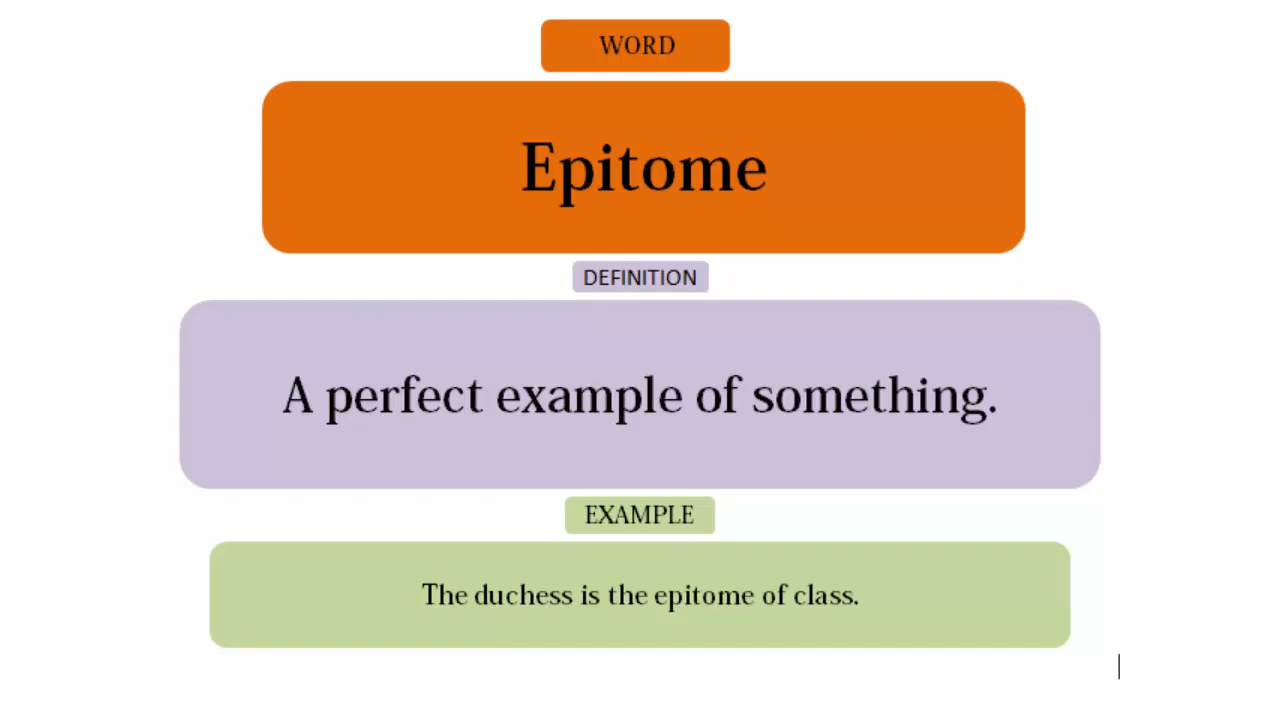 WORD
Epitome
DEFINITION
A perfect example of something.
EXAMPLE
The duchess is the epitome of class.